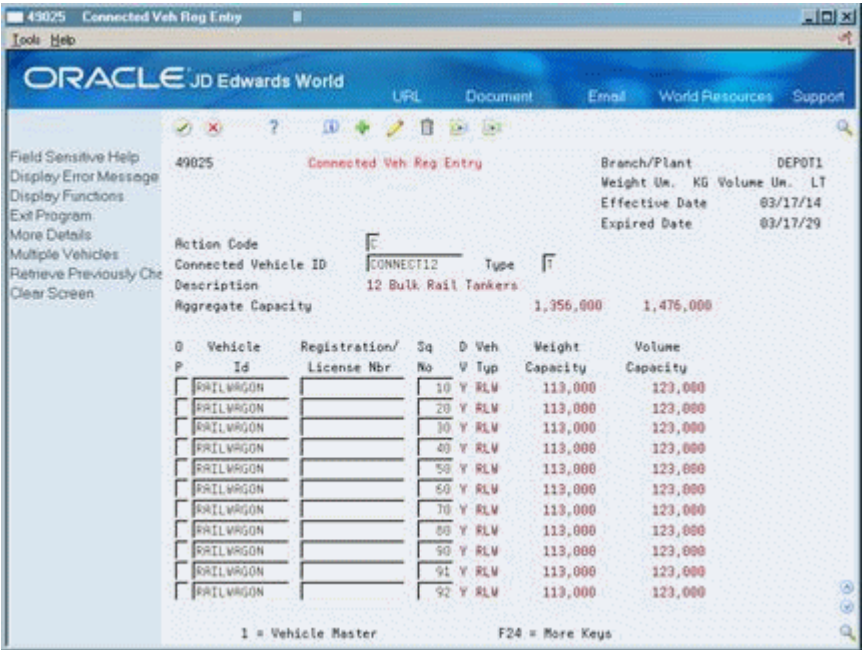 49025 Connected Veh Reg Entry
Tools Help
ORACLE JD Edwards World
URL Document Email World Resources Support
Field Sensitive Help
Display Error Message
Display Functions
Exit Program
More Details
Multiple Vehicles
Retrieve Previously Che
Clear Screen
49025 Connected Veh Reg Entry Branch/Plant DEPOT1
Weight Um. KG Volume Um. LT
Effective Date 03/17/14
Expired Date 03/17/29
Action Code C
Connected Vehicle ID CONNECT12 Type T
Description 12 Bulk Rail Tankers
Aggregate Capacity 1,356,000 1,476,000
O Vehicle Registration/ Sq D Veh Weight Volume
P Id License Nbr No V Typ Capacity Capacity
RAILWAGON 10 Y RLW 113,000 123,000
RAILWAGON 20 Y RLW 113,000 123,000
RAILWAGON 30 Y RLW 113,000 123,000
RAILWAGON 40 Y RLW 113,000 123,000
RAILWAGON 50 Y RLW 113,000 123,000
RAILWAGON 60 Y RLW 113,000 123,000
RAILWAGON 70 Y RLW 113,000 123,000
RAILWAGON 80 Y RLW 113,000 123,000
RAILWAGON 90 Y RLW 113,000 123,000
RAILWAGON 91 Y RLW 113,000 123,000
RAILWAGON 92 Y RLW 113,000 123,000
1 = Vehicle Master F24 = More Keys